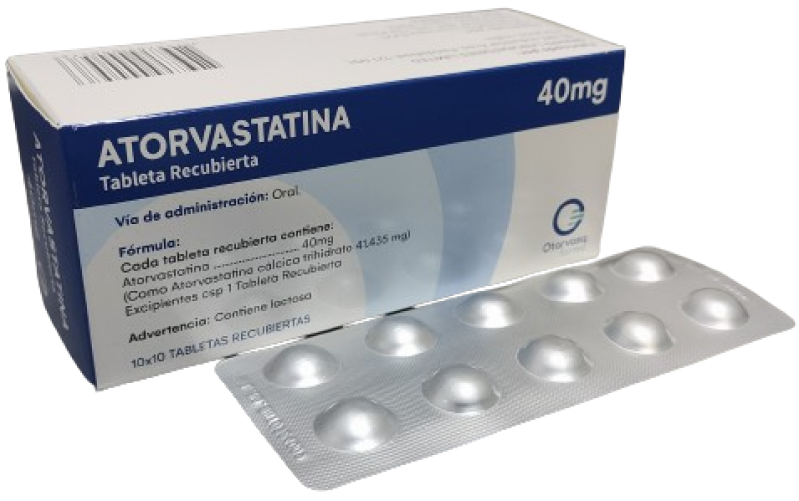 ATORVASTATINA
Tableta Recubierta
40mg
Vía de administración: Oral.
Fórmula:
Cada tableta recubierta contiene:
Atorvastatina ........................ 40mg
(Como Atorvastatina cálcica trihidrato 41.435 mg)
Excipientes csp 1 Tableta Recubierta
Advertencia: Contiene lactosa
10x10 TABLETAS RECUBIERTAS
Otorvasq
ATORVASTATINA